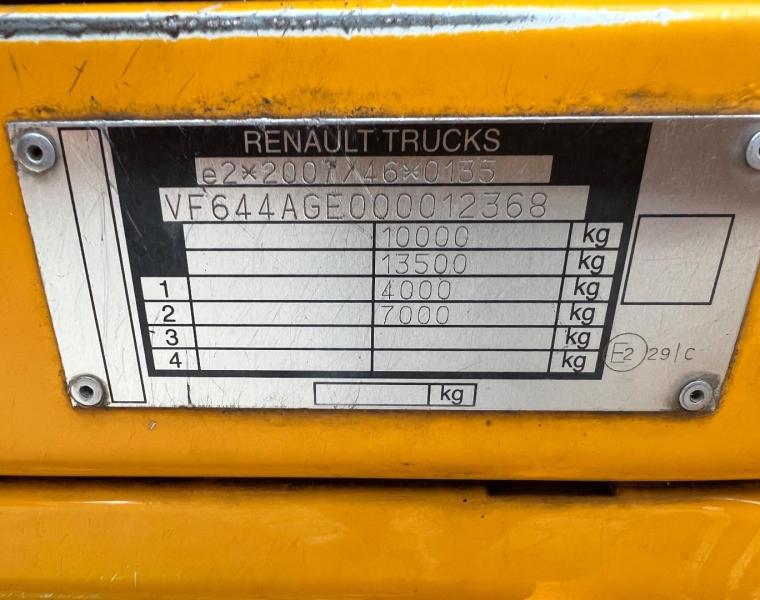 RENAULT TRUCKS
e2*2007/46*0135
VF644AGE000012368
10000 kg
13500 kg
1 4000 kg
2 7000 kg
3 kg
4 kg
E2 29/C
kg